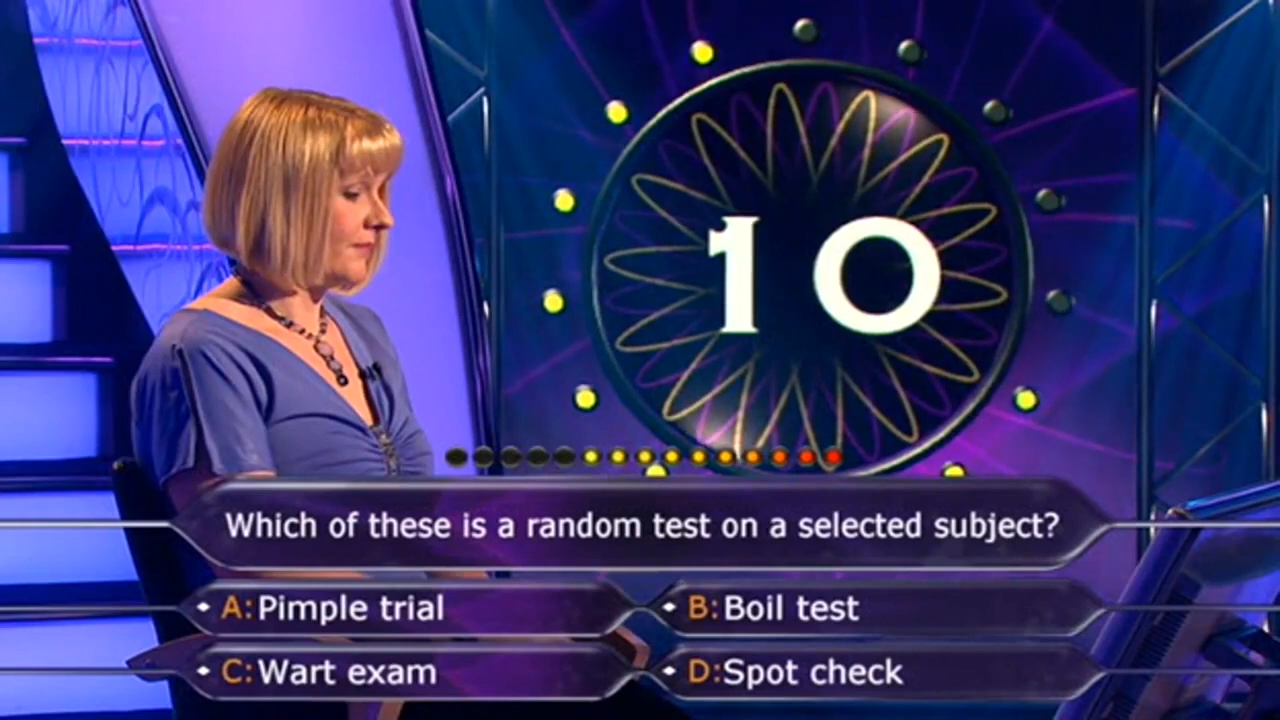 10
Which of these is a random test on a selected subject?
A: Pimple trial
B: Boil test
C: Wart exam
D: Spot check